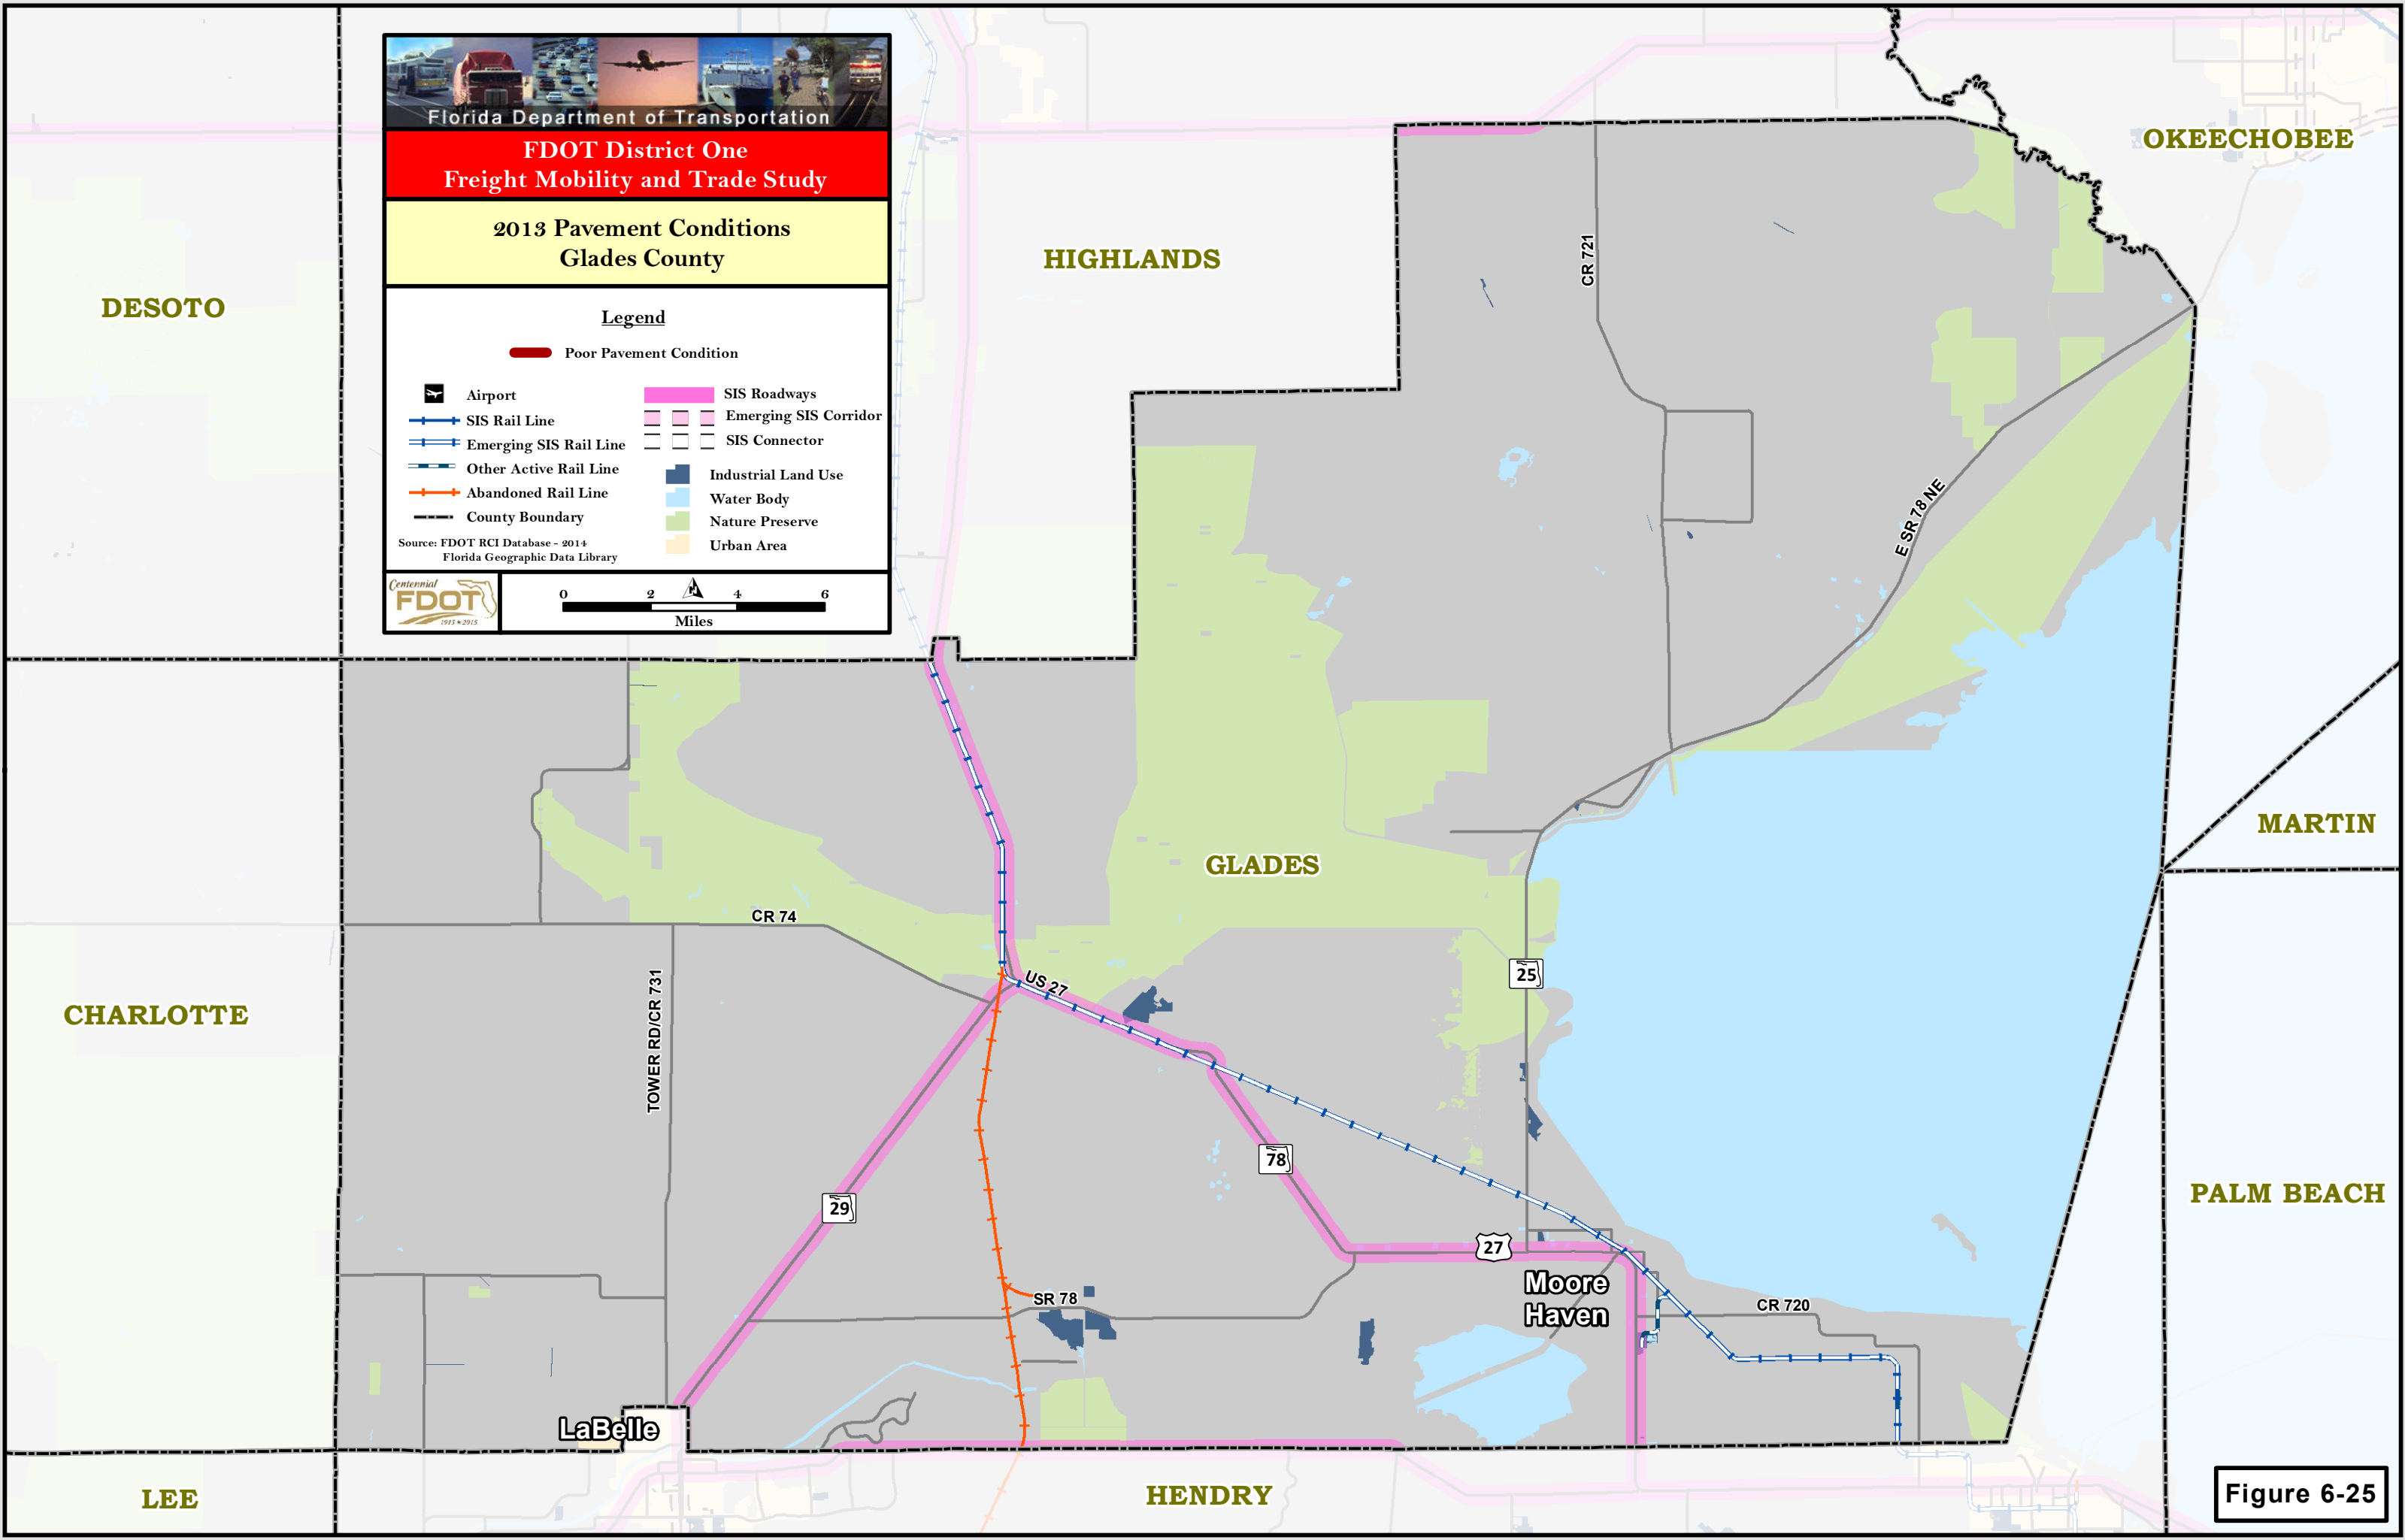 Florida Department of Transportation
FDOT District One
Freight Mobility and Trade Study
2013 Pavement Conditions
Glades County
Legend
Poor Pavement Condition
Airport
SIS Rail Line
Emerging SIS Rail Line
Other Active Rail Line
Abandoned Rail Line
County Boundary
SIS Roadways
Emerging SIS Corridor
SIS Connector
Industrial Land Use
Water Body
Nature Preserve
Urban Area
Source: FDOT RCI Database - 2014
Florida Geographic Data Library
Centennial
FDOT
1915 ★ 2015
0 2 4 6
N
Miles
OKEECHOBEE
HIGHLANDS
DESOTO
CR 721
E SR 78 NE
MARTIN
GLADES
CR 74
25
US 27
TOWER RD/CR 731
CHARLOTTE
78
PALM BEACH
29
27
Moore
Haven
SR 78
CR 720
LaBelle
LEE
HENDRY
Figure 6-25